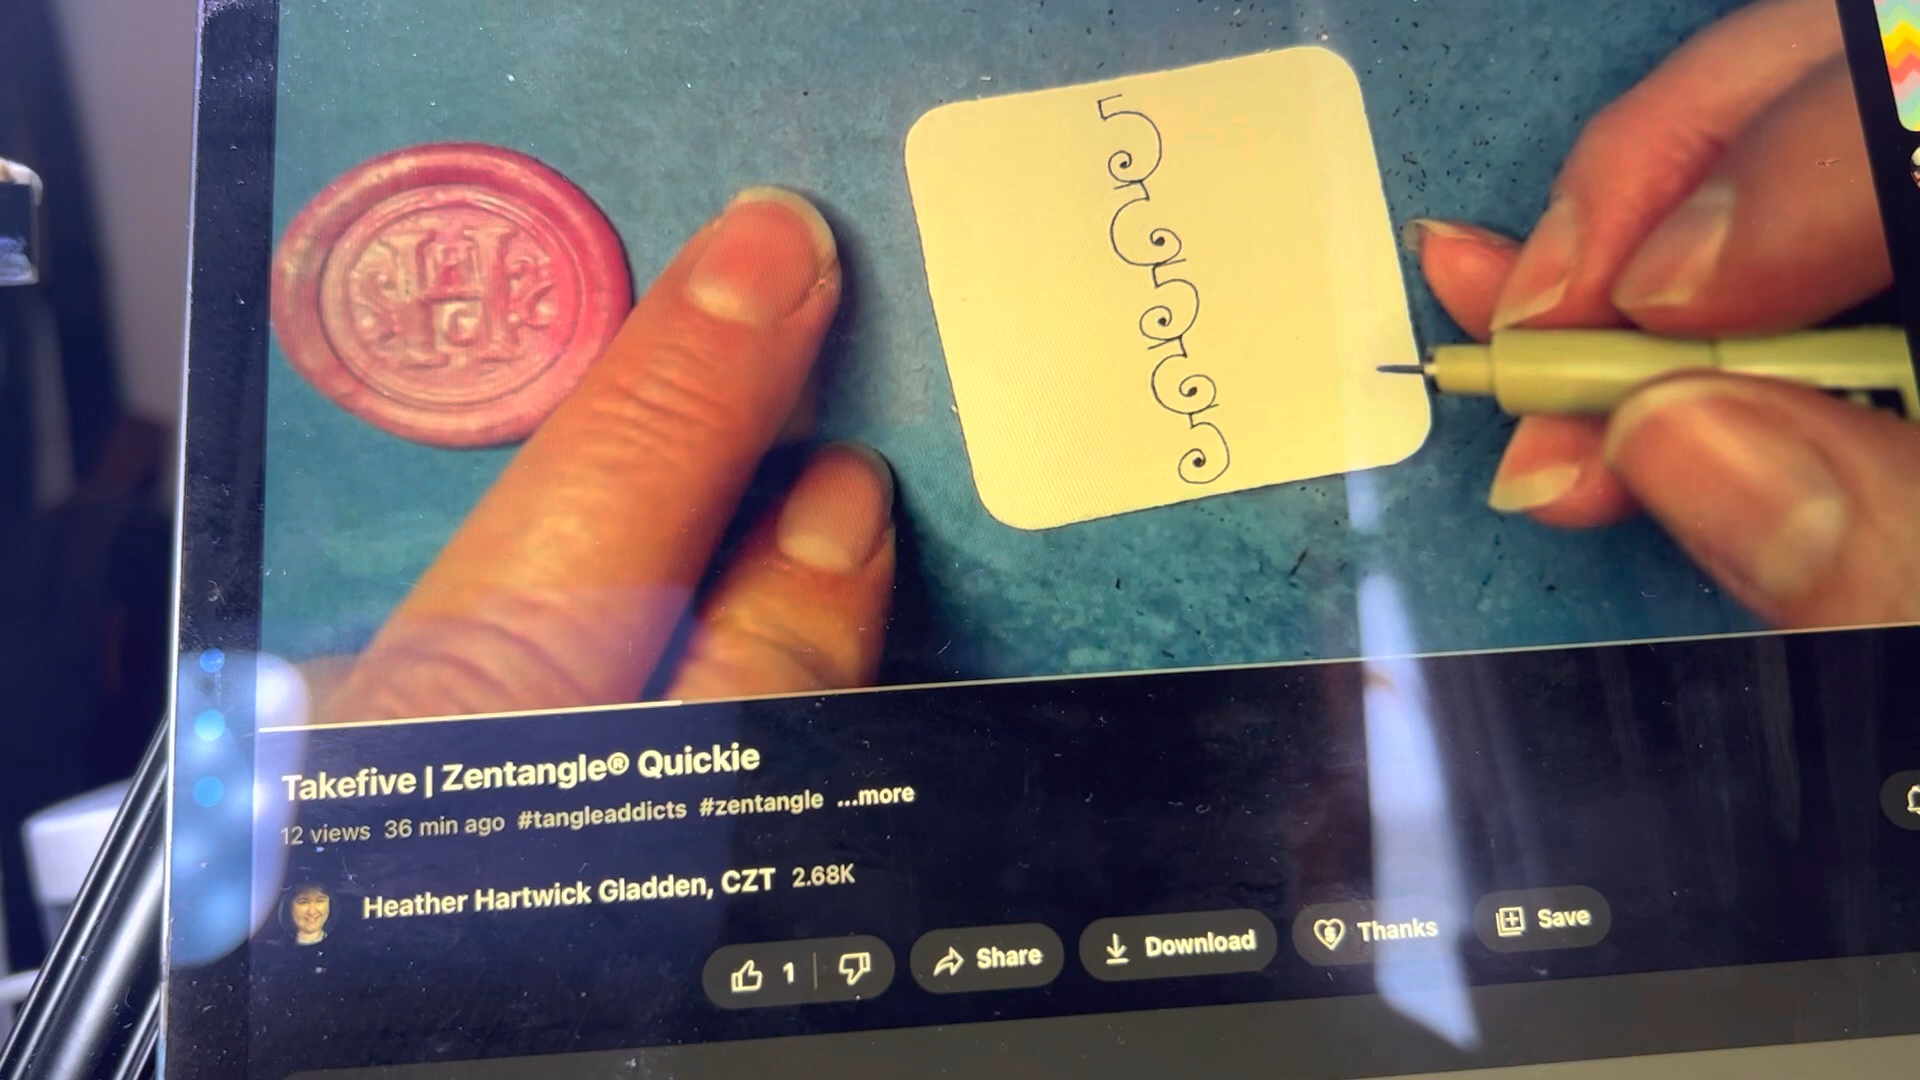 H
5
Takefive | Zentangle® Quickie
12 views 36 min ago #tangleaddicts #zentangle ...more
Heather Hartwick Gladden, CZT 2.68K
1
Share
Download
Thanks
Save